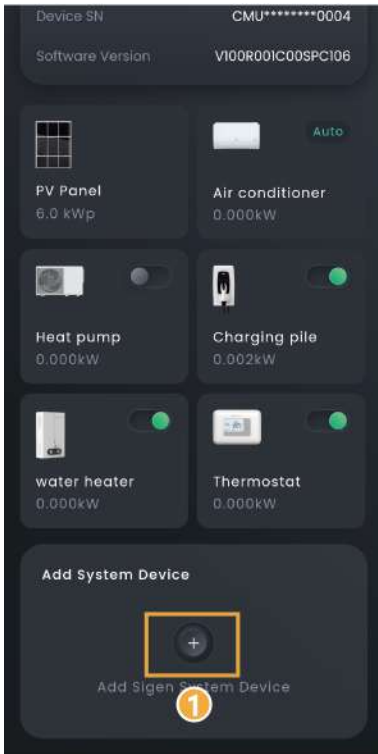 Device SN CMU********0004
Software Version V100R001C00SPC106
Auto
PV Panel
6.0 kWp
Air conditioner
0.000kW
Heat pump
0.000kW
Charging pile
0.002kW
water heater
0.000kW
Thermostat
0.000kW
Add System Device
+
Add Sigen System Device
1